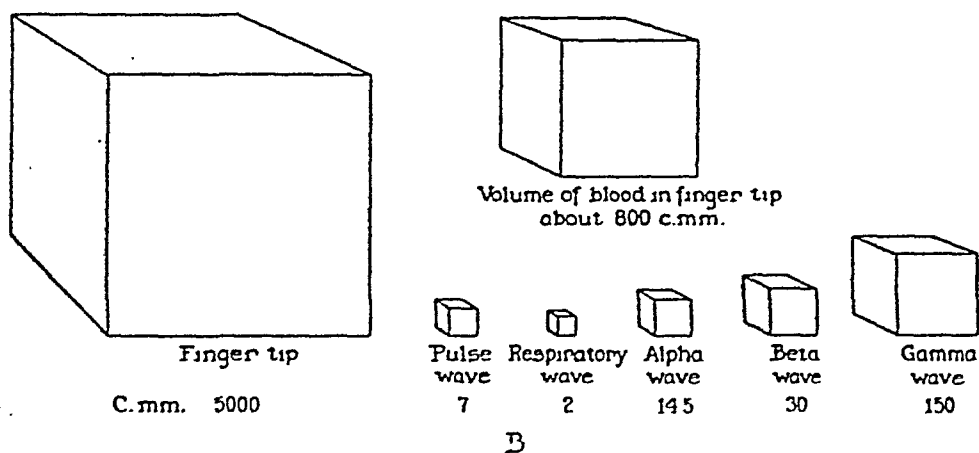 Volume of blood in finger tip
about 800 c.mm.
Finger tip
Pulse wave
Respiratory wave
Alpha wave
Beta wave
Gamma wave
C.mm. 5000 7 2 14.5 30 150
B